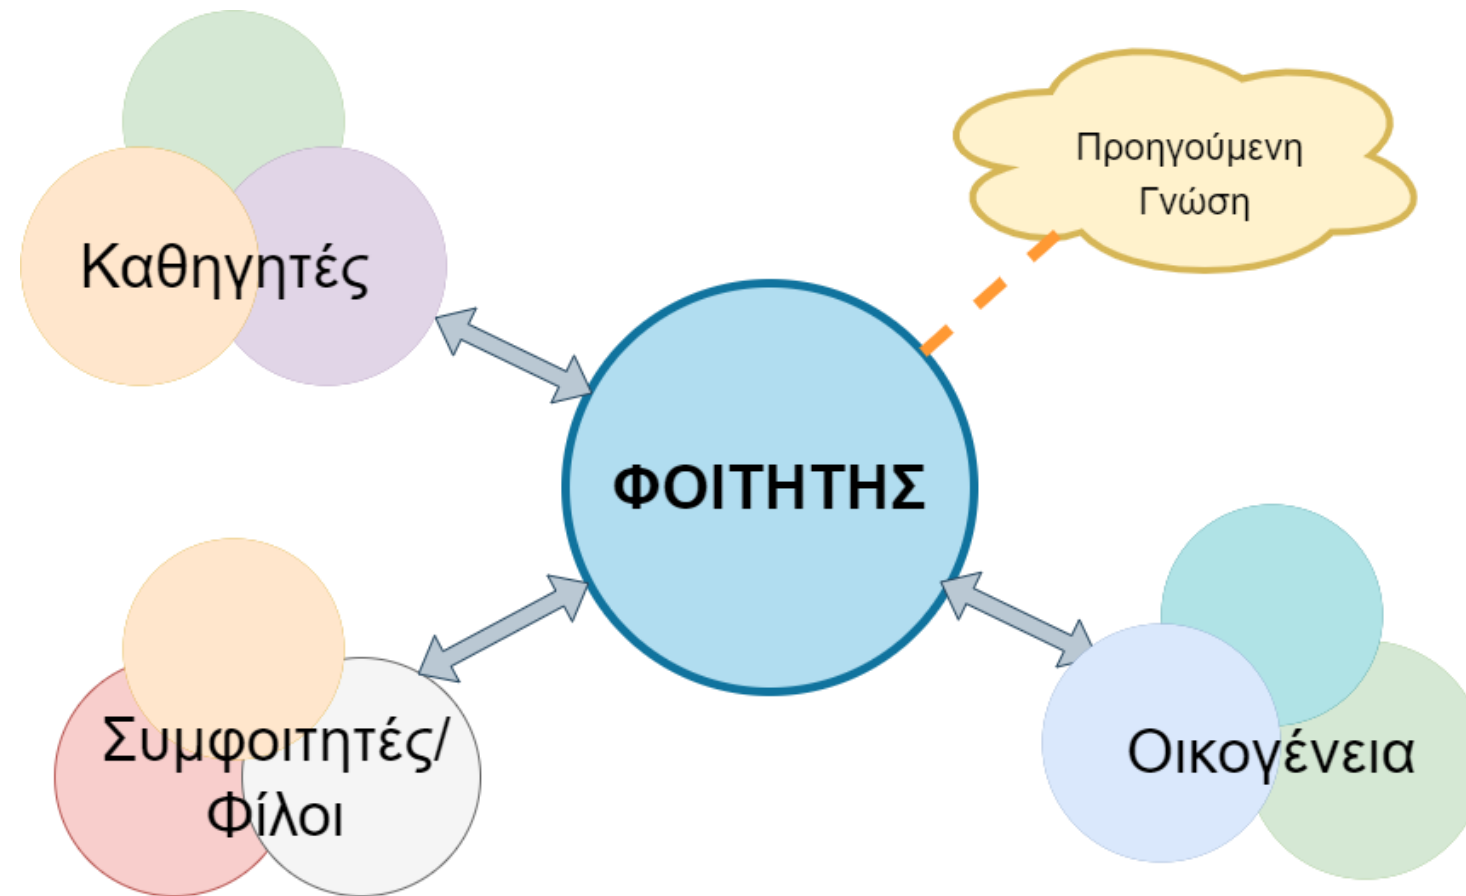 Προηγούμενη
Γνώση
Καθηγητές
ΦΟΙΤΗΤΗΣ
Συμφοιτητές/
Φίλοι
Οικογένεια